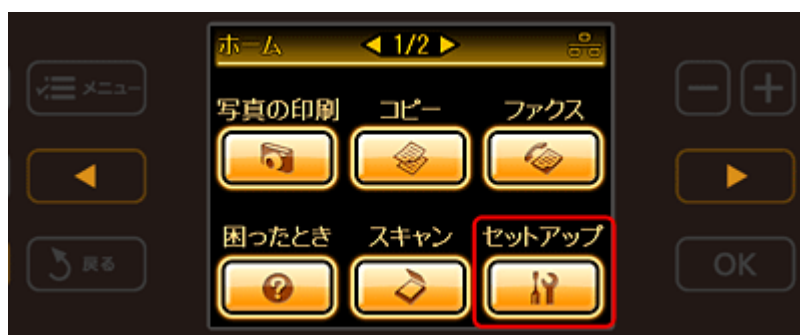 ホーム ◀ 1/2 ▶
メニュー
写真の印刷 コピー ファクス
困ったとき スキャン セットアップ
戻る
OK